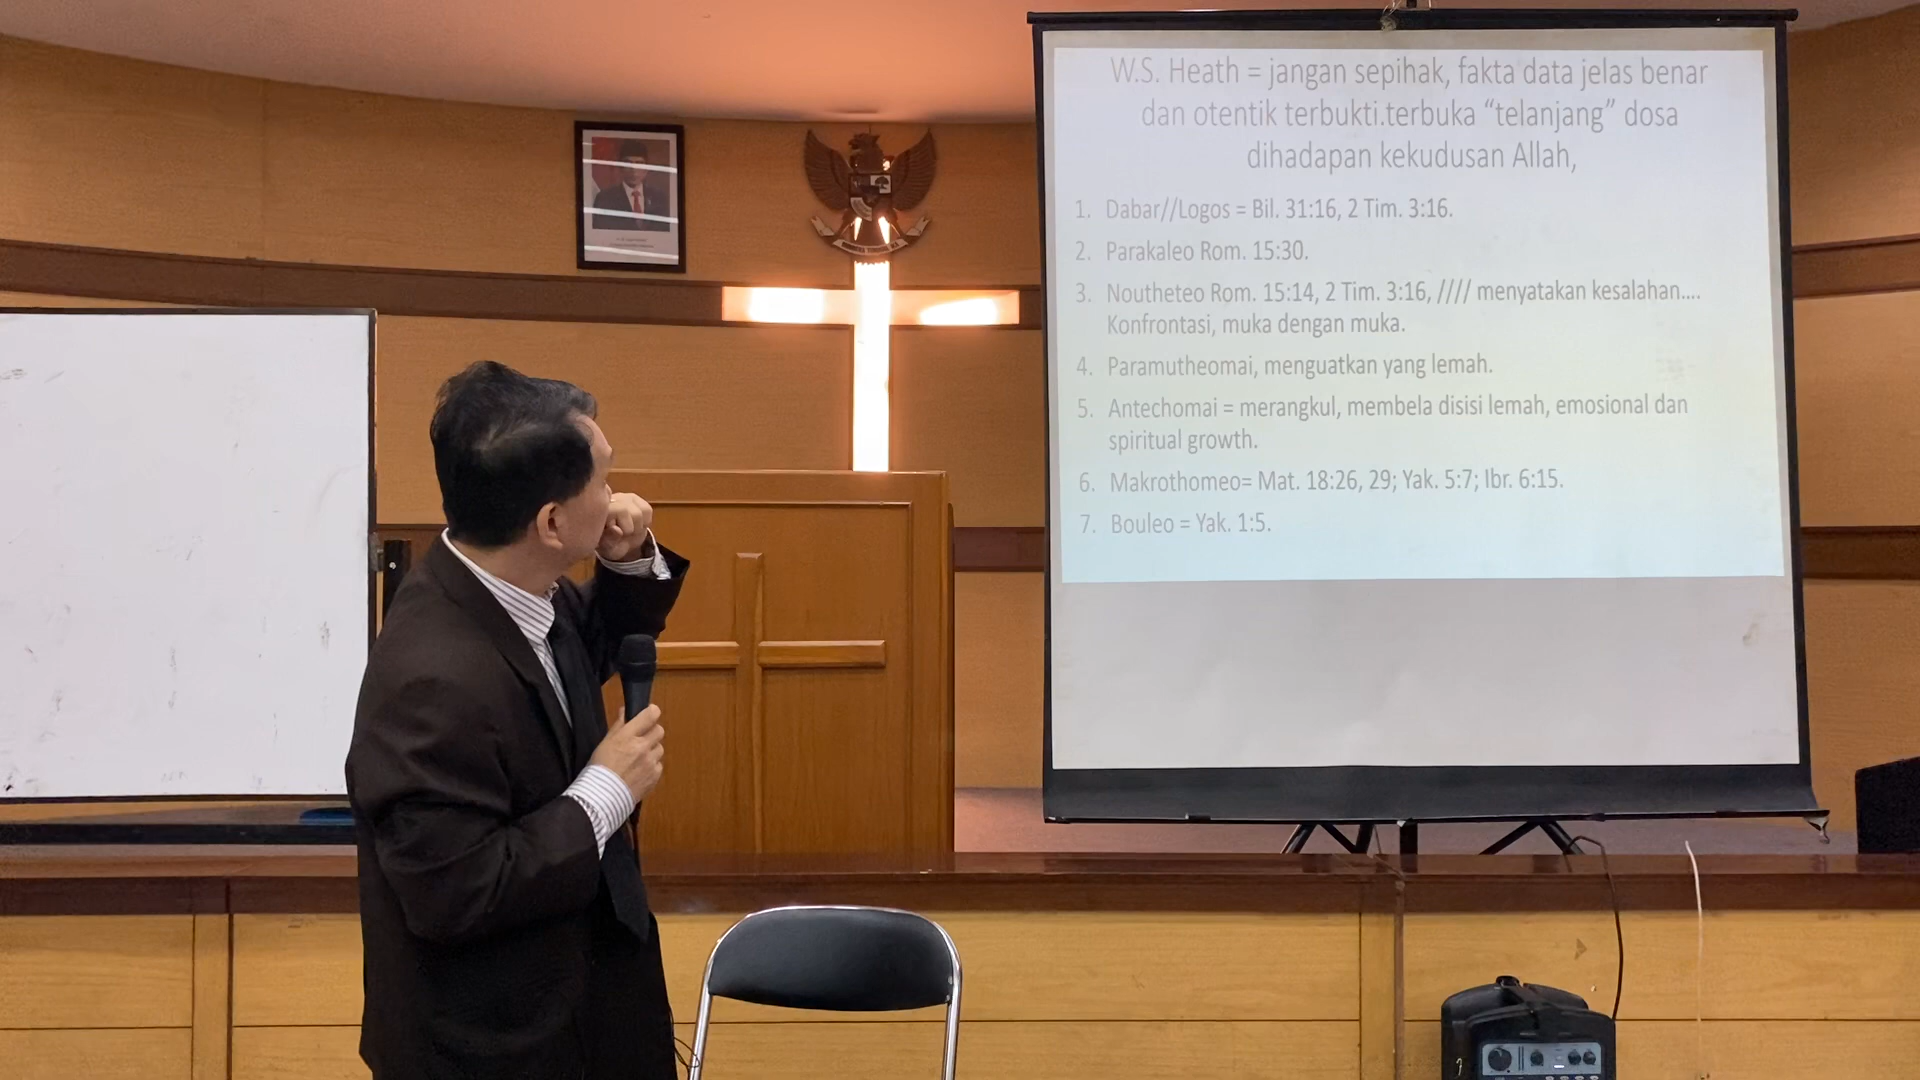 W.S. Heath = jangan sepihak, fakta data jelas benar
dan otentik terbukti.terbuka “telanjang” dosa
dihadapan kekudusan Allah,
1. Dabar//Logos = Bil. 31:16, 2 Tim. 3:16.
2. Parakaleo Rom. 15:30.
3. Noutheteo Rom. 15:14, 2 Tim. 3:16, //// menyatakan kesalahan....
Konfrontasi, muka dengan muka.
4. Paramutheomai, menguatkan yang lemah.
5. Antechomai = merangkul, membela disisi lemah, emosional dan
spiritual growth.
6. Makrothomeo= Mat. 18:26, 29; Yak. 5:7; Ibr. 6:15.
7. Bouleo = Yak. 1:5.